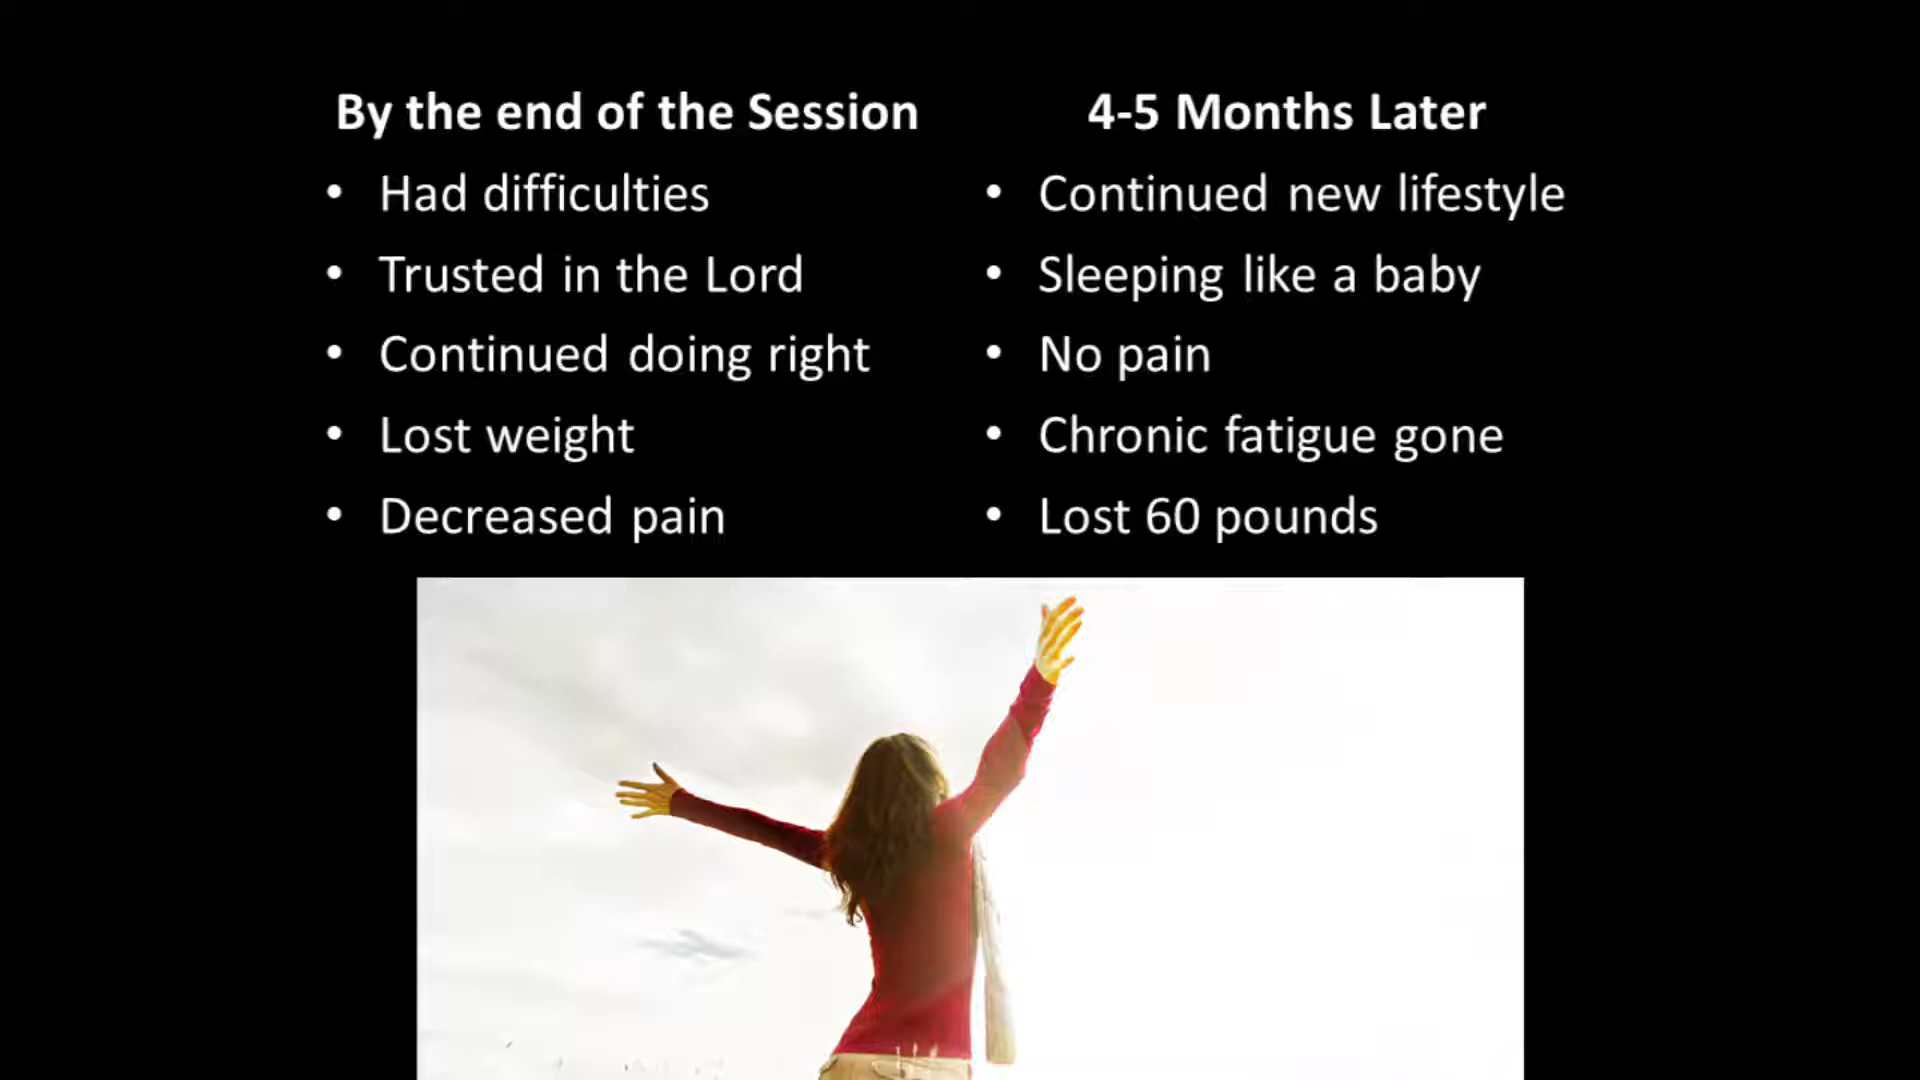 By the end of the Session
• Had difficulties
• Trusted in the Lord
• Continued doing right
• Lost weight
• Decreased pain
4-5 Months Later
• Continued new lifestyle
• Sleeping like a baby
• No pain
• Chronic fatigue gone
• Lost 60 pounds